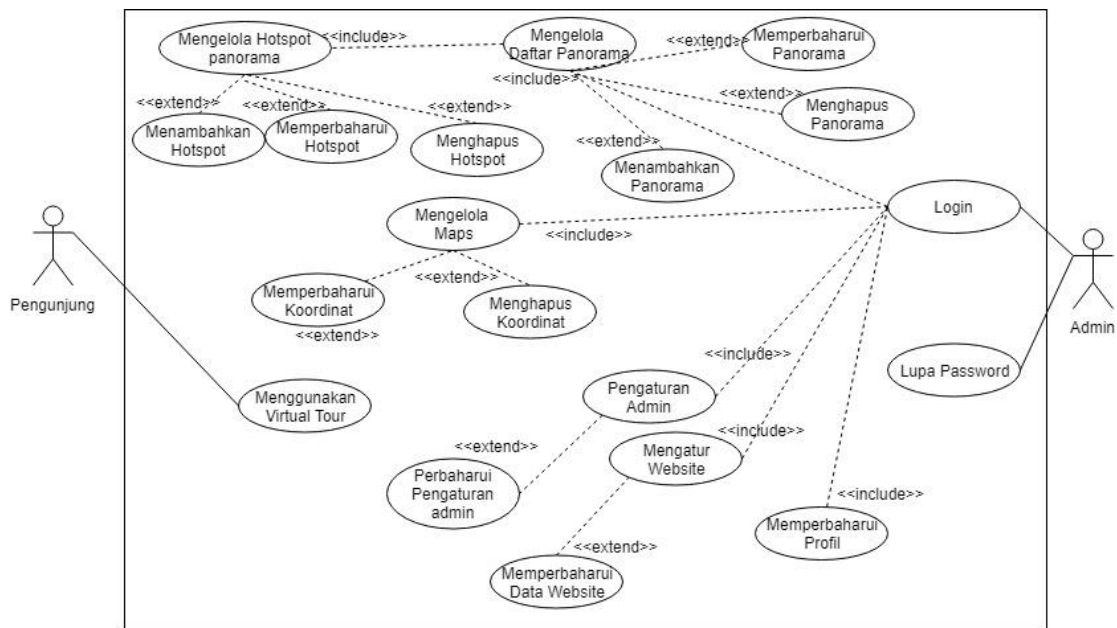 Mengelola Hotspot
panorama
<<include>>
Mengelola
Daftar Panorama
<<extend>>
Memperbaharui
Panorama
<<include>>
<<extend>>
Menghapus
Panorama
<<extend>>
<<extend>>
<<extend>>
Menambahkan
Hotspot
Memperbaharui
Hotspot
Menghapus
Hotspot
<<extend>>
Menambahkan
Panorama
Login
Mengelola
Maps
<<include>>
<<extend>>
Memperbaharui
Koordinat
Menghapus
Koordinat
<<extend>>
Pengunjung
Admin
<<include>>
Lupa Password
Menggunakan
Virtual Tour
Pengaturan
Admin
<<include>>
<<extend>>
Mengatur
Website
Perbaharui
Pengaturan
admin
<<include>>
Memperbaharui
Profil
<<extend>>
Memperbaharui
Data Website